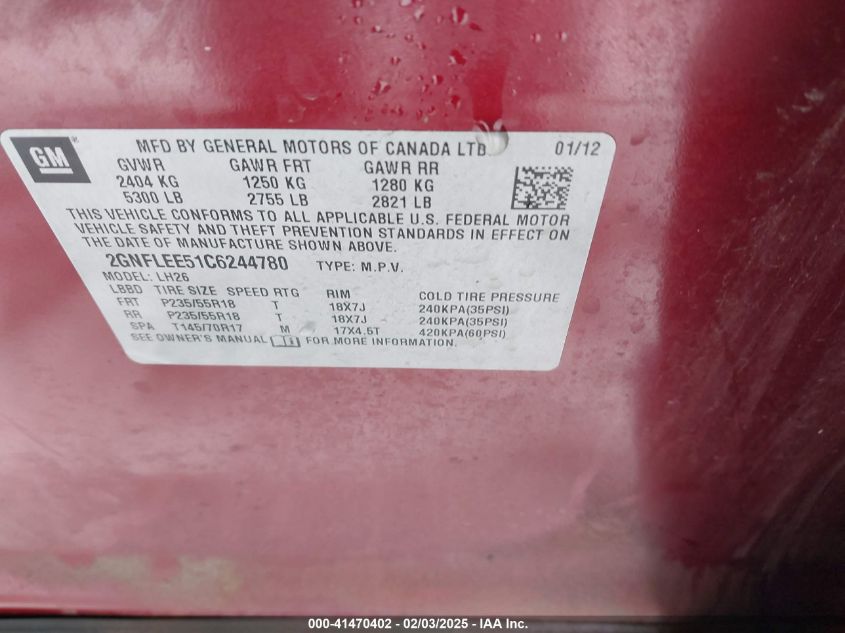 GM
MFD BY GENERAL MOTORS OF CANADA LTD. 01/12
GVWR GAWR FRT GAWR RR
2404 KG 1250 KG 1280 KG
5300 LB 2755 LB 2821 LB
THIS VEHICLE CONFORMS TO ALL APPLICABLE U.S. FEDERAL MOTOR
VEHICLE SAFETY AND THEFT PREVENTION STANDARDS IN EFFECT ON
THE DATE OF MANUFACTURE SHOWN ABOVE.
2GNFLEE51C6244780 TYPE: M.P.V.
MODEL: LH26
LBBD TIRE SIZE SPEED RTG RIM COLD TIRE PRESSURE
FRT P235/55R18 T 18X7J 240KPA(35PSI)
RR P235/55R18 T 18X7J 240KPA(35PSI)
SPA T145/70R17 M 17X4.5T 420KPA(60PSI)
SEE OWNER'S MANUAL FOR MORE INFORMATION.
000-41470402 - 02/03/2025 - IAA Inc.